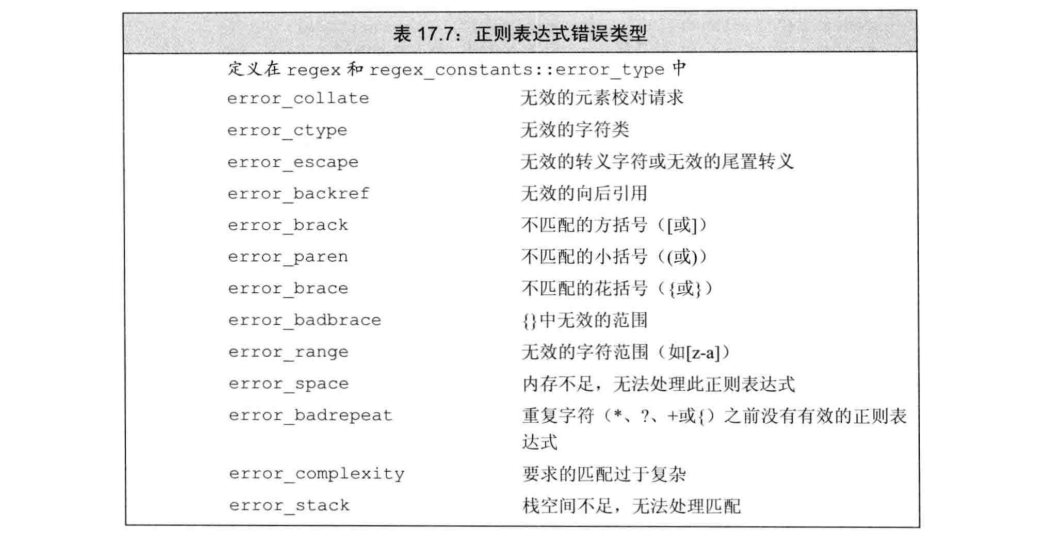 表 17.7：正则表达式错误类型
定义在 regex 和 regex_constants::error_type 中
error_collate 无效的元素校对请求
error_ctype 无效的字符类
error_escape 无效的转义字符或无效的尾置转义
error_backref 无效的向后引用
error_brack 不匹配的方括号（[或]）
error_paren 不匹配的小括号（(或)）
error_brace 不匹配的花括号（{或}）
error_badbrace {}中无效的范围
error_range 无效的字符范围（如[z-a]）
error_space 内存不足，无法处理此正则表达式
error_badrepeat 重复字符（*、?、+或{）之前没有有效的正则表
达式
error_complexity 要求的匹配过于复杂
error_stack 栈空间不足，无法处理匹配